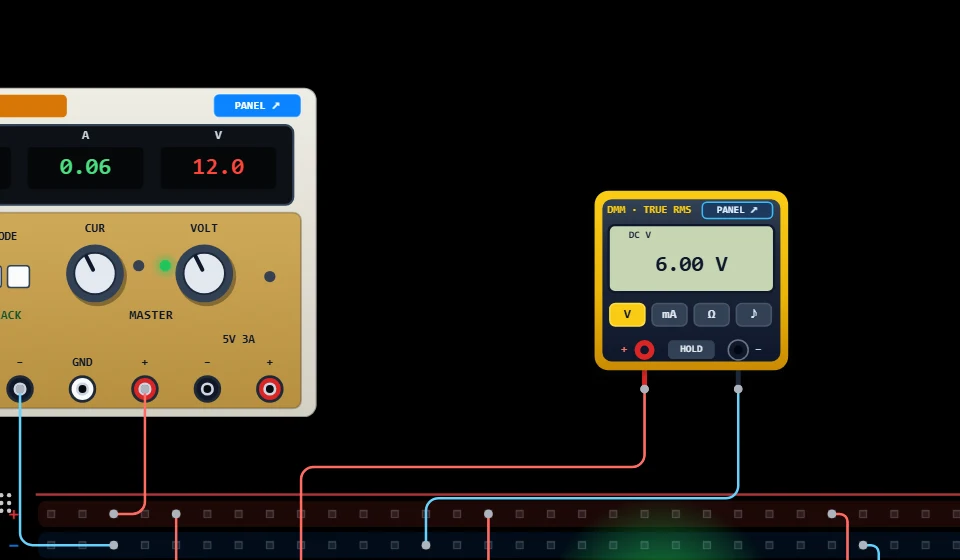 PANEL ↗
A V
0.06 12.0
CUR VOLT
ODE
ACK MASTER
5V 3A
− GND + − +
DMM · TRUE RMS PANEL ↗
DC V
6.00 V
V mA Ω ♪
+ HOLD −
+
−